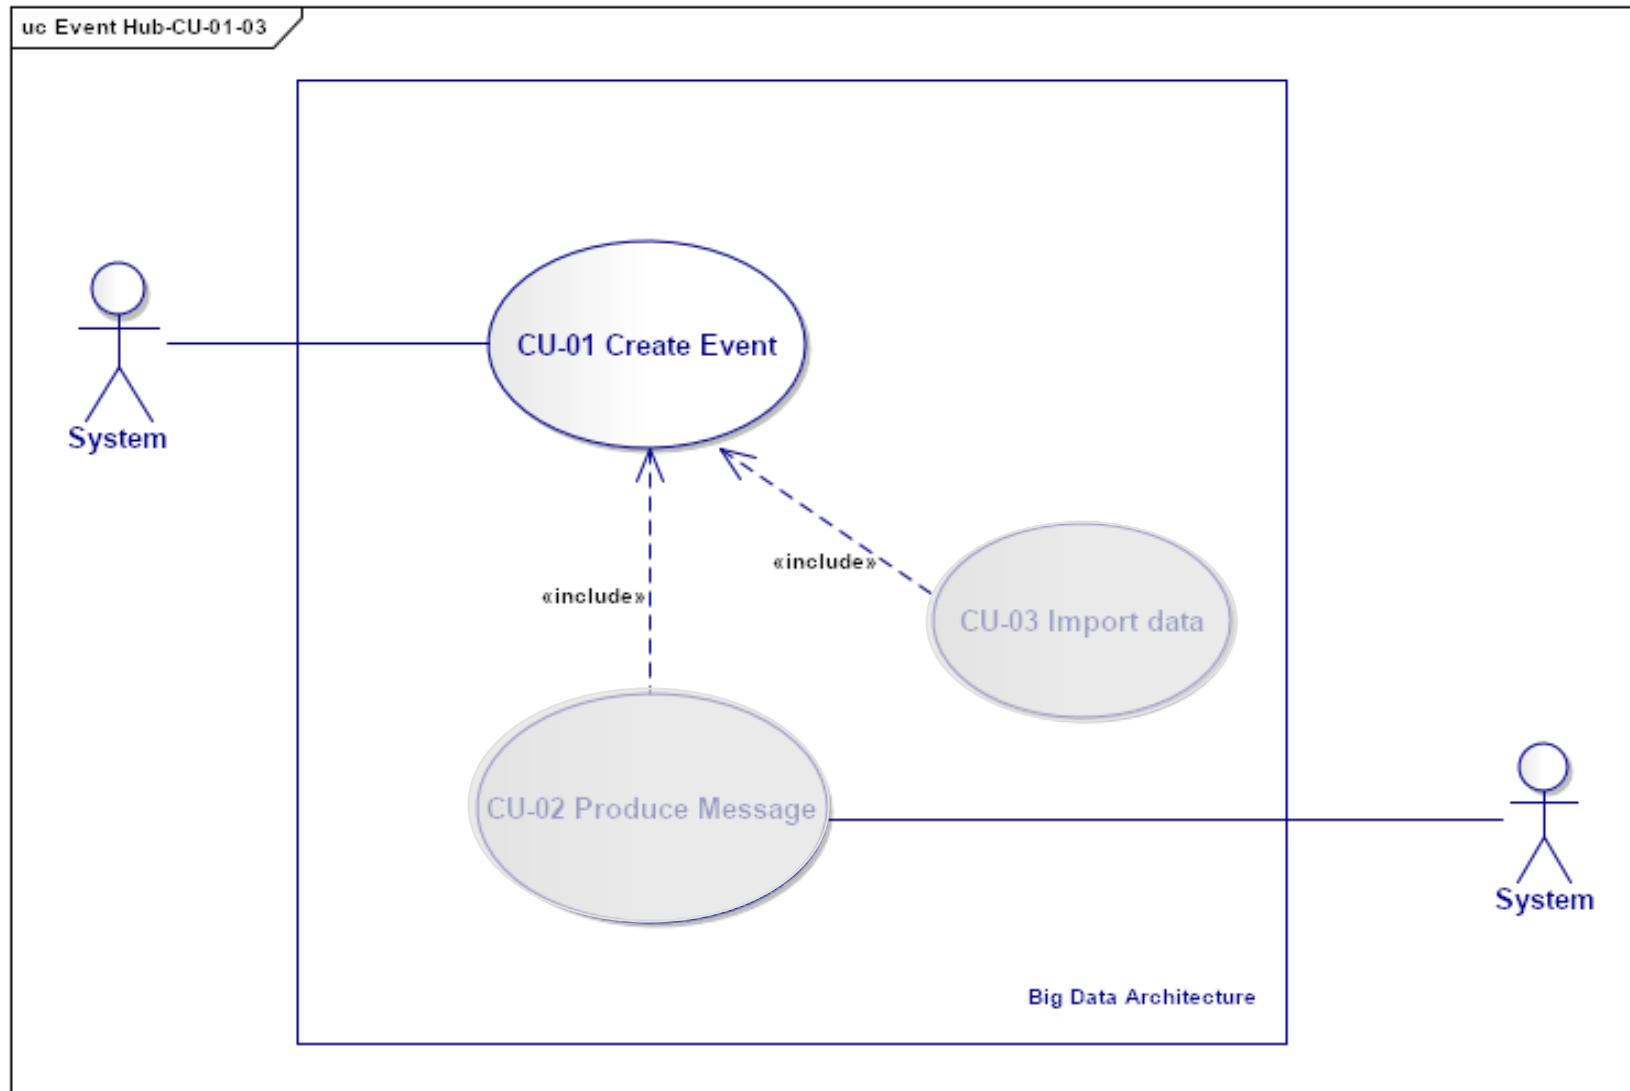 uc Event Hub-CU-01-03
CU-01 Create Event
System
«include»
«include»
CU-03 Import data
CU-02 Produce Message
System
Big Data Architecture